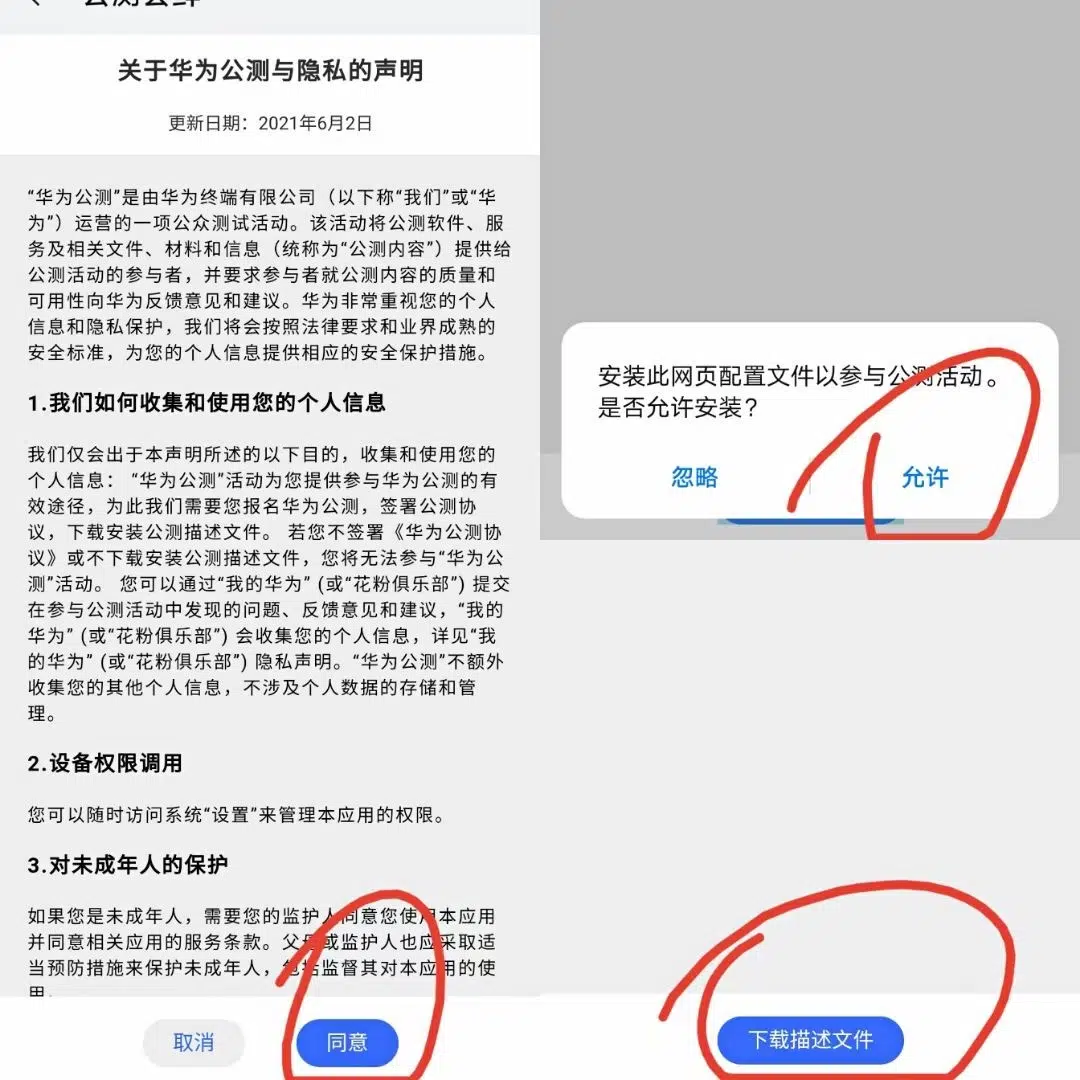 关于华为公测与隐私的声明
更新日期：2021年6月2日
“华为公测”是由华为终端有限公司（以下称“我们”或“华
为”）运营的一项公众测试活动。该活动将公测软件、服
务及相关文件、材料和信息（统称为“公测内容”）提供给
公测活动的参与者，并要求参与者就公测内容的质量和
可用性向华为反馈意见和建议。华为非常重视您的个人
信息和隐私保护，我们将会按照法律要求和业界成熟的
安全标准，为您的个人信息提供相应的安全保护措施。
1.我们如何收集和使用您的个人信息
我们仅会出于本声明所述的以下目的，收集和使用您的
个人信息： “华为公测”活动为您提供参与华为公测的有
效途径，为此我们需要您报名华为公测，签署公测协
议，下载安装公测描述文件。 若您不签署《华为公测协
议》或不下载安装公测描述文件，您将无法参与“华为公
测”活动。 您可以通过“我的华为” (或“花粉俱乐部”) 提交
在参与公测活动中发现的问题、反馈意见和建议，“我的
华为” (或“花粉俱乐部”) 会收集您的个人信息，详见“我
的华为” (或“花粉俱乐部”) 隐私声明。“华为公测”不额外
收集您的其他个人信息，不涉及个人数据的存储和管
理。
2.设备权限调用
您可以随时访问系统“设置”来管理本应用的权限。
3.对未成年人的保护
如果您是未成年人，需要您的监护人同意您使用本应用
并同意相关应用的服务条款。父母或监护人也应采取适
当预防措施来保护未成年人，包括监督其对本应用的使
用。
取消
同意
安装此网页配置文件以参与公测活动。
是否允许安装？
忽略
允许
下载描述文件